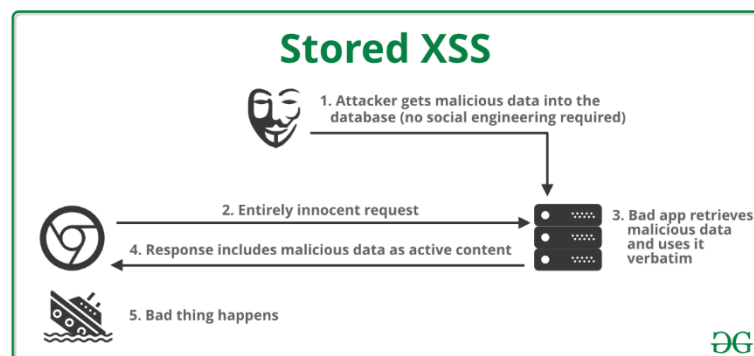 Stored XSS
1. Attacker gets malicious data into the
database (no social engineering required)
2. Entirely innocent request
3. Bad app retrieves
malicious data
and uses it
verbatim
4. Response includes malicious data as active content
5. Bad thing happens